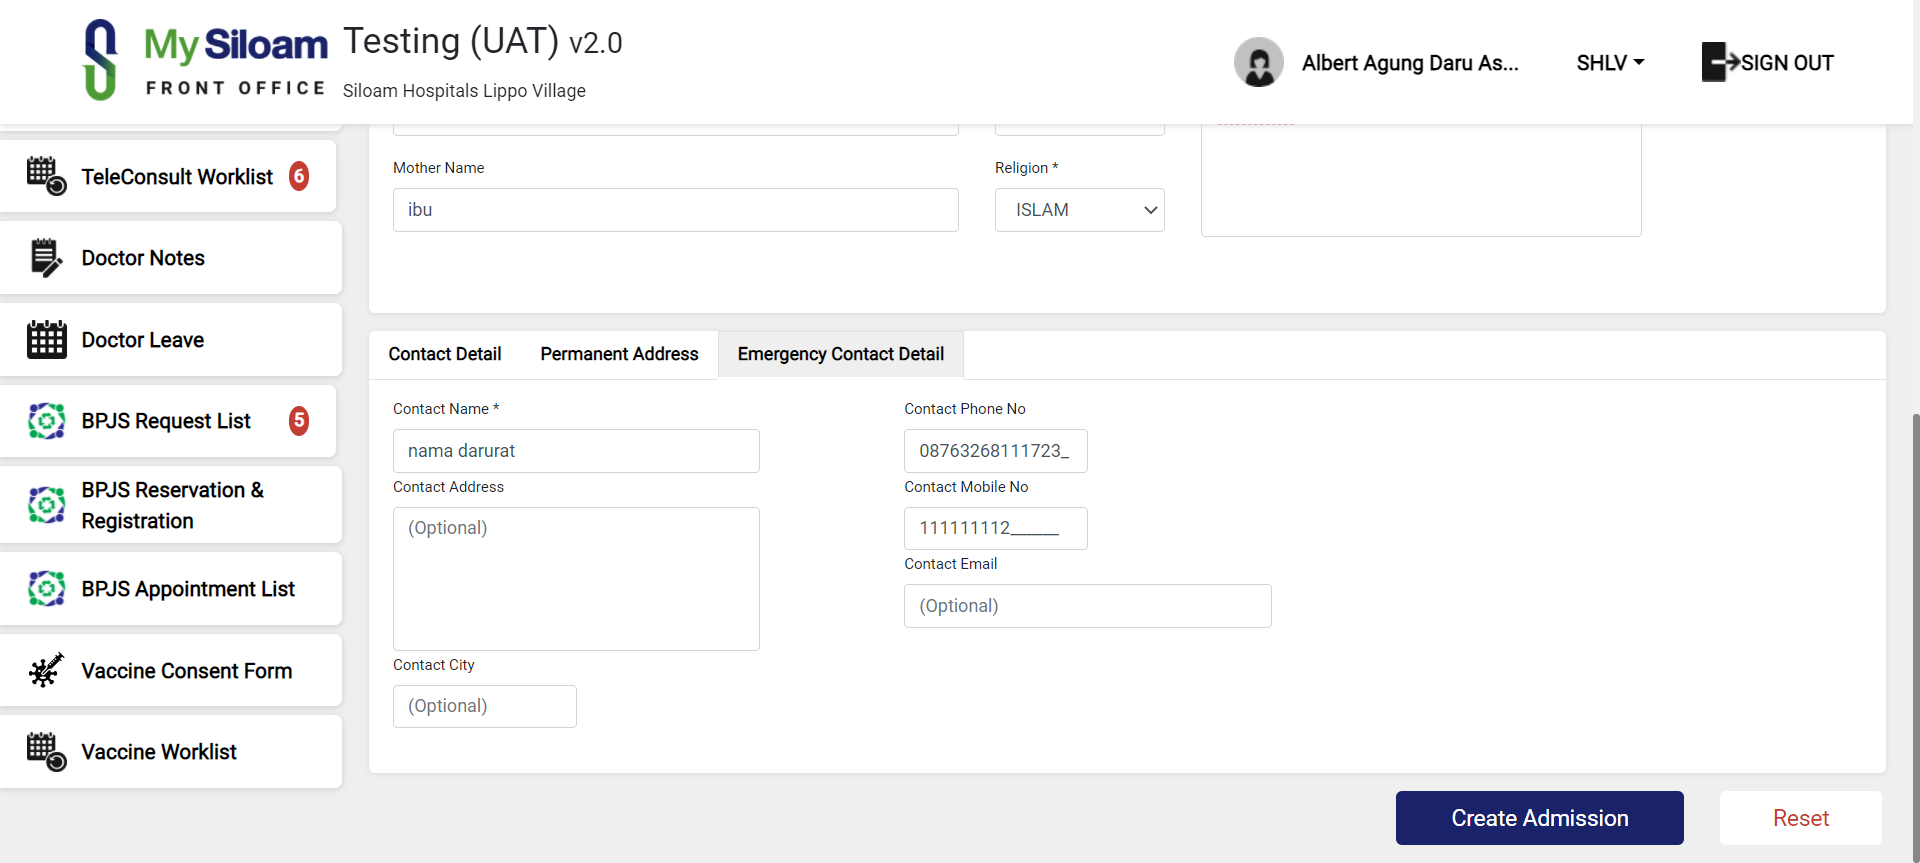 My Siloam
FRONT OFFICE
Testing (UAT) v2.0
Siloam Hospitals Lippo Village
Albert Agung Daru As...
SHLV
SIGN OUT
TeleConsult Worklist 6
Doctor Notes
Doctor Leave
BPJS Request List 5
BPJS Reservation &
Registration
BPJS Appointment List
Vaccine Consent Form
Vaccine Worklist
Mother Name
ibu
Religion *
ISLAM
Contact Detail
Permanent Address
Emergency Contact Detail
Contact Name *
nama darurat
Contact Address
(Optional)
Contact City
(Optional)
Contact Phone No
08763268111723_
Contact Mobile No
111111112______
Contact Email
(Optional)
Create Admission
Reset